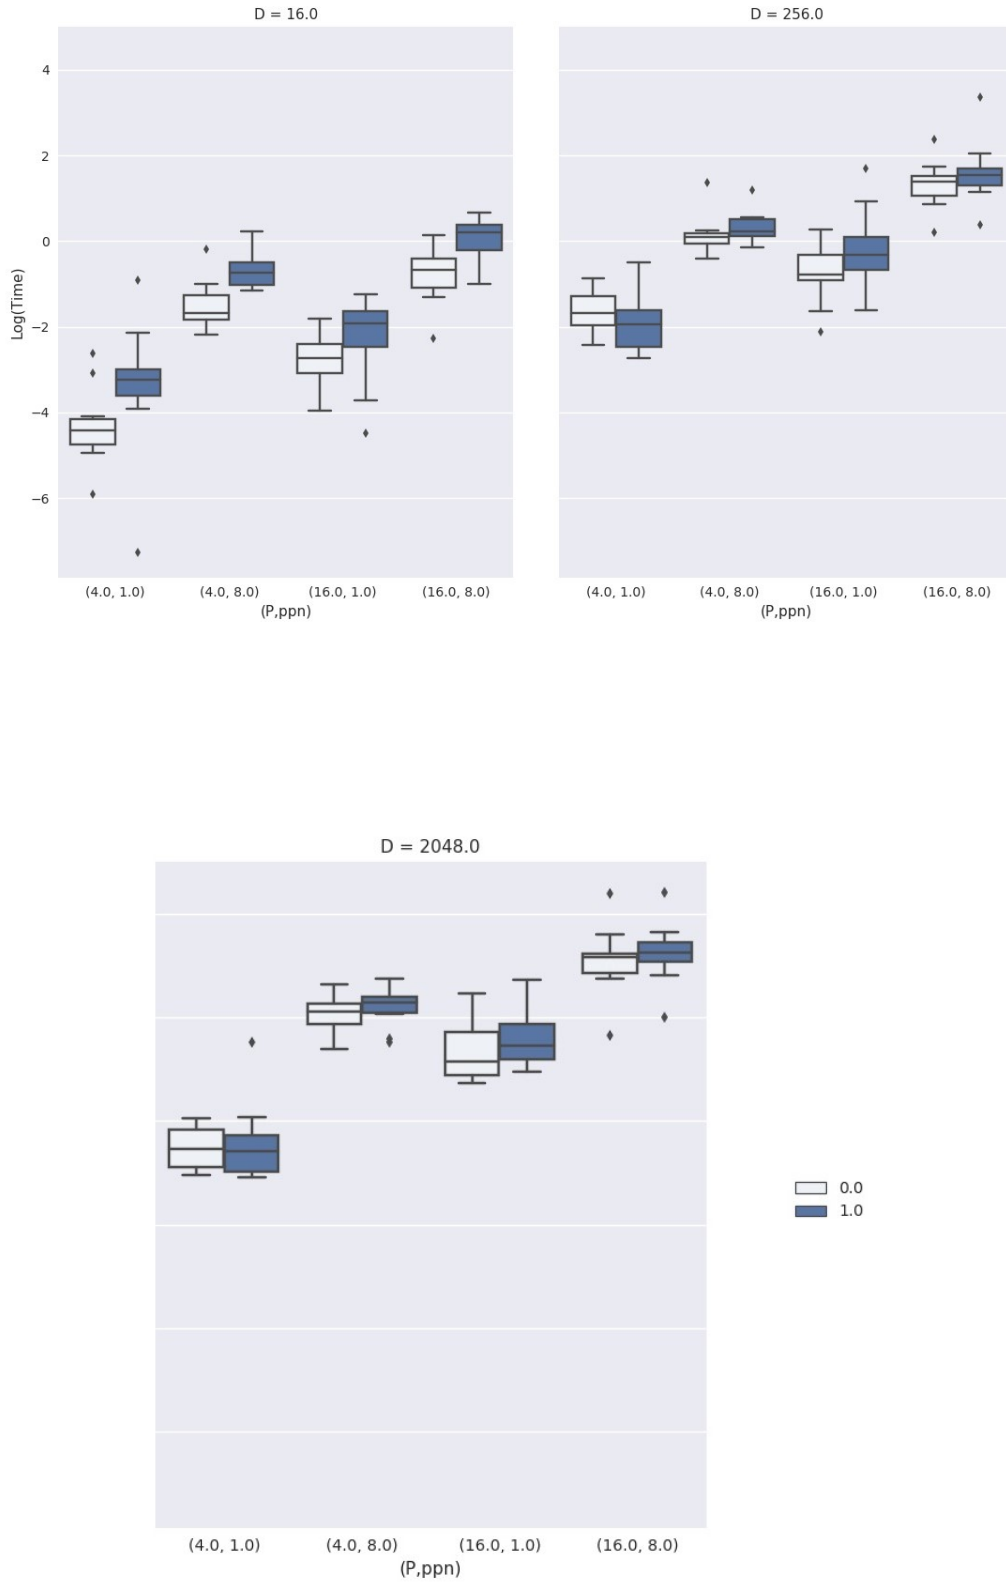 D = 16.0
D = 256.0
4
2
0
−2
−4
−6
Log(Time)
(4.0, 1.0) (4.0, 8.0) (16.0, 1.0) (16.0, 8.0)
(P,ppn)
(4.0, 1.0) (4.0, 8.0) (16.0, 1.0) (16.0, 8.0)
(P,ppn)
D = 2048.0
0.0
1.0
(4.0, 1.0) (4.0, 8.0) (16.0, 1.0) (16.0, 8.0)
(P,ppn)